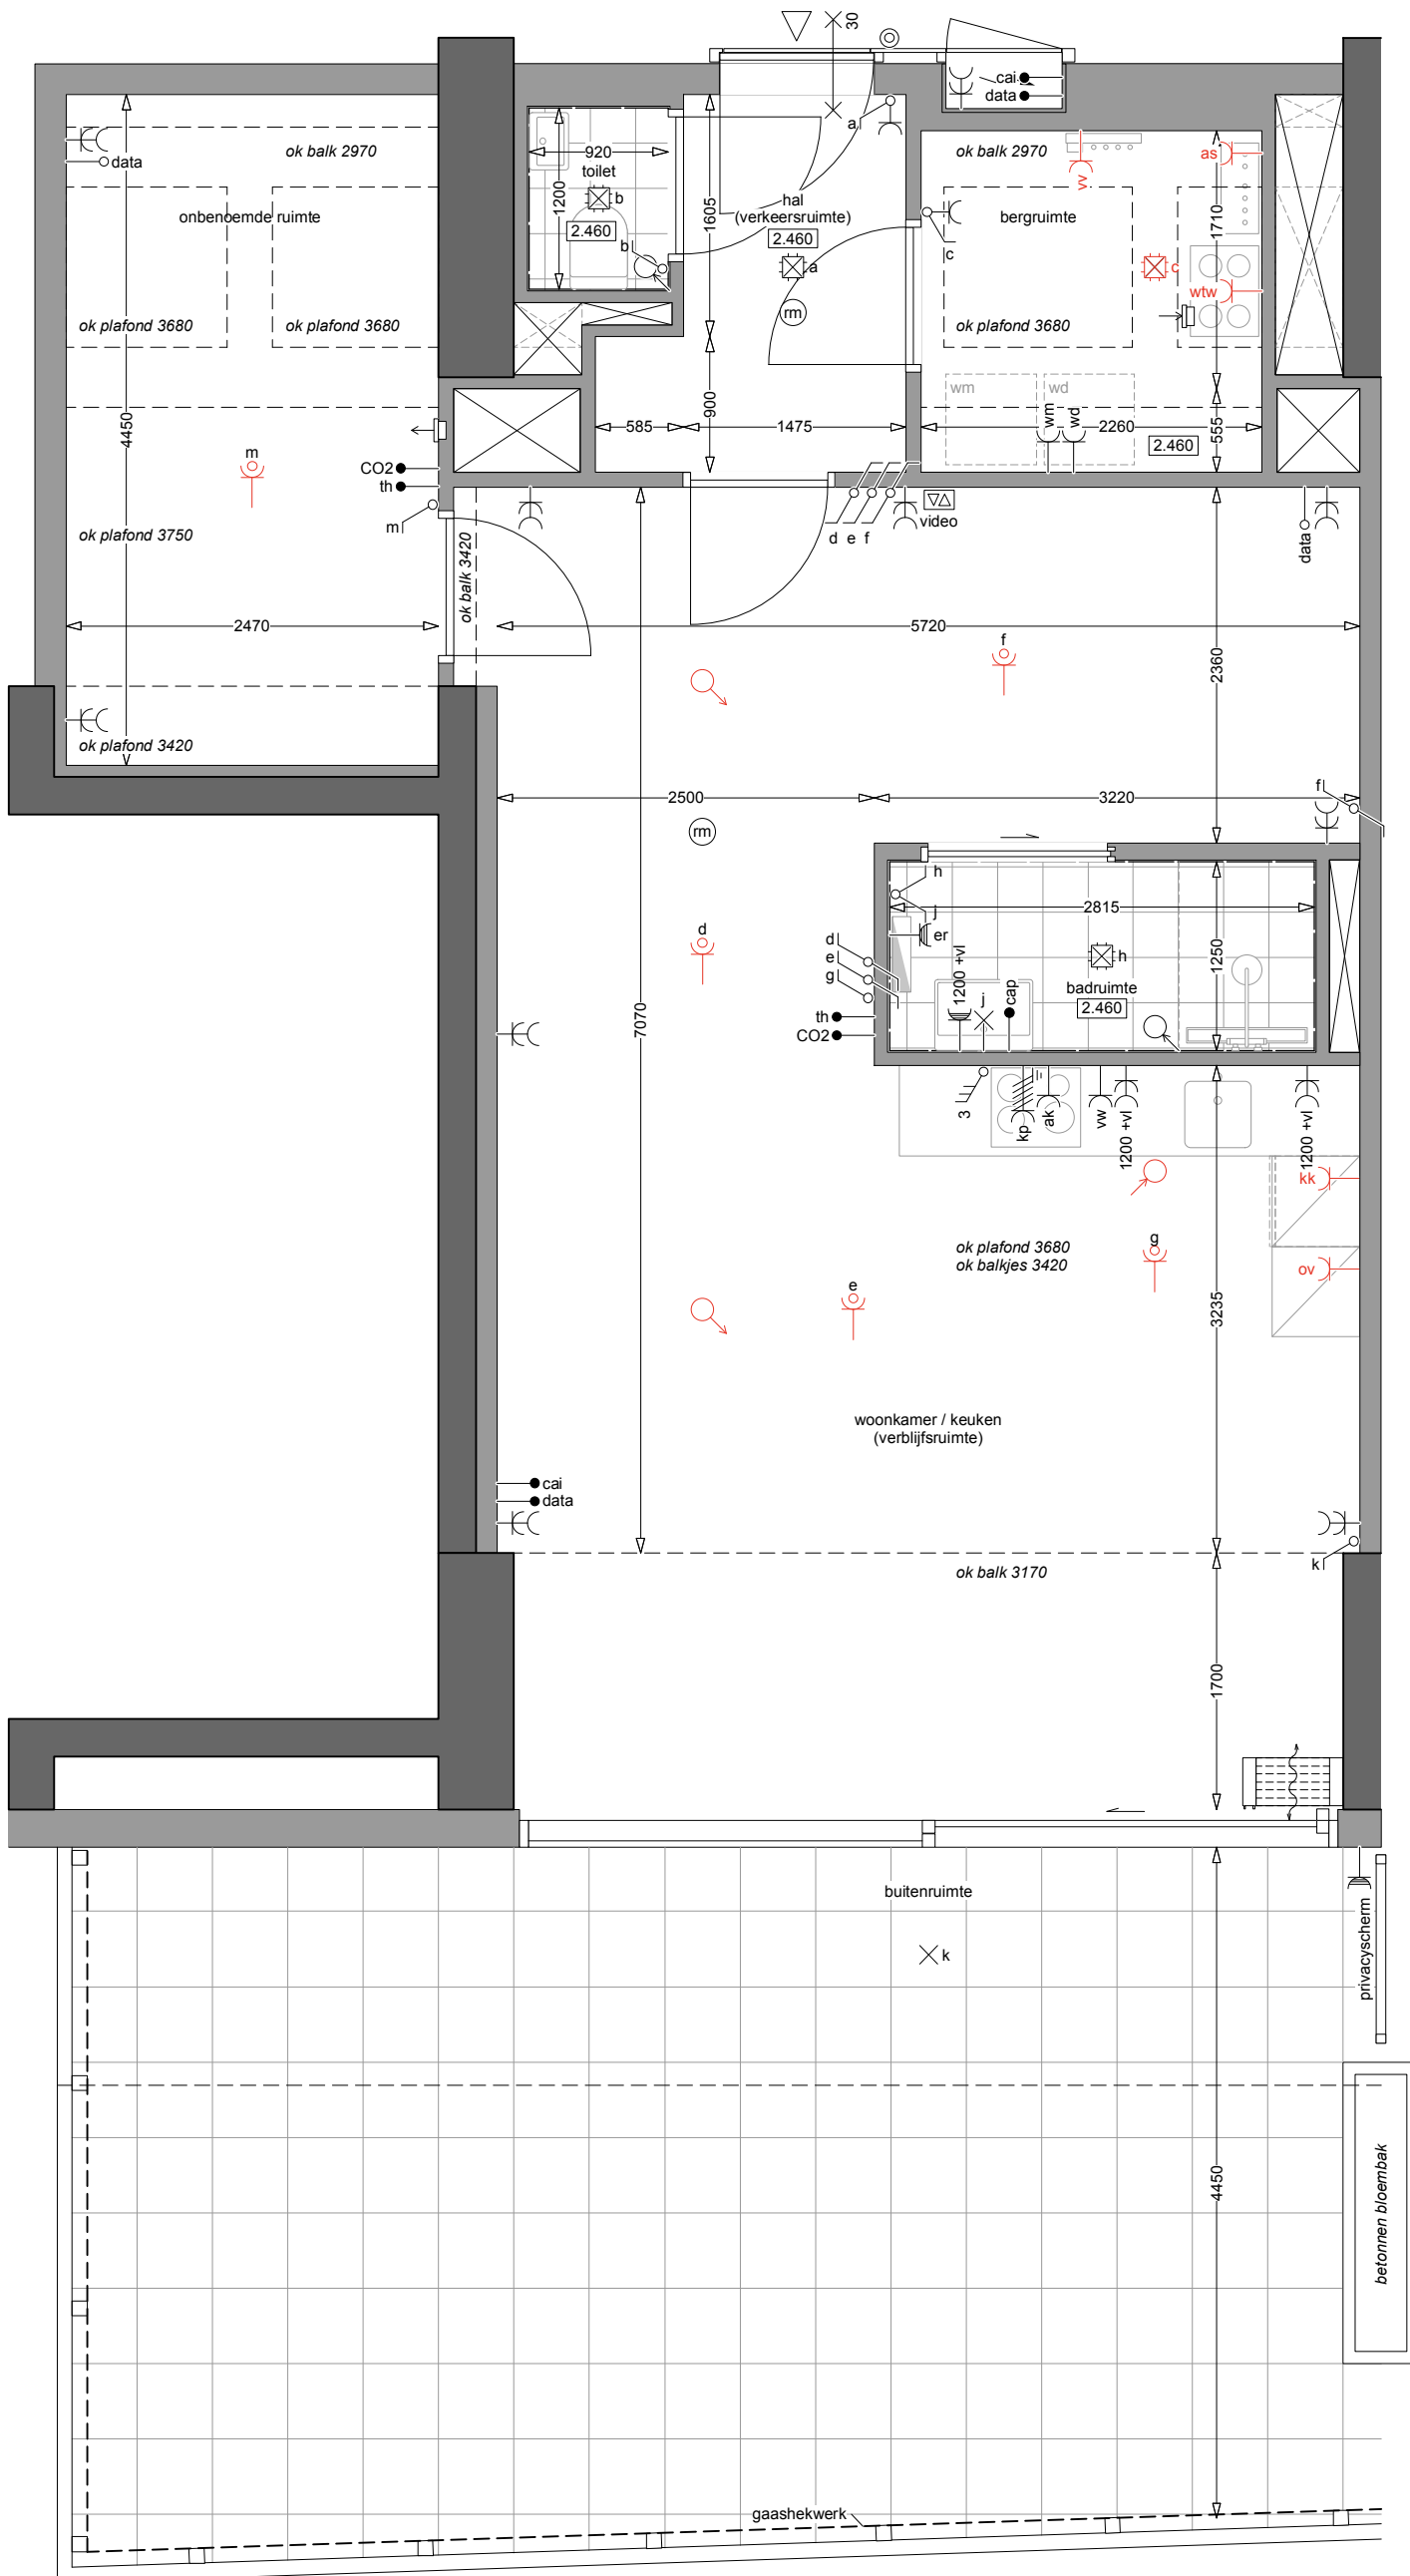 30
cai
data
a
data
ok balk 2970
920
toilet
b
1200
2.460
b
onbenoemde ruimte
1605
hal
(verkeersruimte)
2.460
a
rm
ok balk 2970
vv
as
1710
bergruimte
c
c
wtw
ok plafond 3680
ok plafond 3680
ok plafond 3680
4450
900
585
1475
wm
wd
wm
wd
2260
555
2.460
m
CO2
th
m
ok plafond 3750
ok balk 3420
d e f
video
data
2470
5720
f
2360
ok plafond 3420
2500
3220
f
rm
h
j
er
2815
d
d
e
g
1200 +vl
j
cap
h
badruimte
2.460
1250
th
CO2
7070
3
kp
ak
vw
1200 +vl
1200 +vl
kk
ok plafond 3680
ok balkjes 3420
g
ov
e
3235
woonkamer / keuken
(verblijfsruimte)
cai
data
k
ok balk 3170
1700
buitenruimte
k
privacyscherm
4450
betonnen bloembak
gaashekwerk